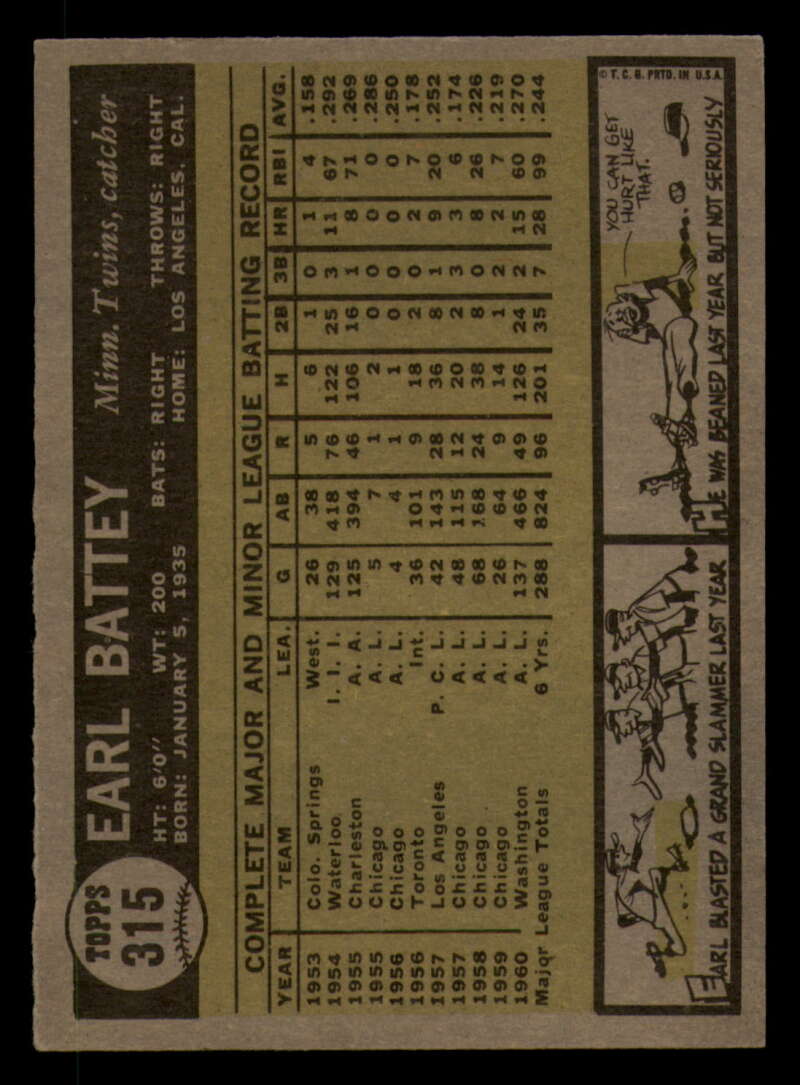 TOPPS
315
EARL BATTEY Minn. Twins, catcher
HT: 6'0" WT: 200 BATS: RIGHT THROWS: RIGHT
BORN: JANUARY 5, 1935 HOME: LOS ANGELES, CAL.
COMPLETE MAJOR AND MINOR LEAGUE BATTING RECORD
YEAR TEAM LEA. G AB R H 2B 3B HR RBI AVG.
1953 Colo. Springs West. 26 38 5 6 1 0 1 4 .158
1954 Waterloo I. I. I. 129 418 76 122 25 3 11 67 .292
1955 Charleston A. A. 125 394 46 106 16 1 8 71 .269
1955 Chicago A. L. 5 7 1 2 0 0 0 0 .286
1956 Chicago A. L. 4 4 1 1 0 0 0 0 .250
1956 Toronto Int. 36 101 9 18 2 0 2 7 .178
1957 Los Angeles P. C. L. 42 143 28 36 8 1 9 20 .252
1957 Chicago A. L. 48 115 12 20 2 3 3 6 .174
1958 Chicago A. L. 68 168 24 38 8 0 8 26 .226
1959 Chicago A. L. 26 64 9 14 1 2 2 7 .219
1960 Washington A. L. 137 466 49 126 24 2 15 60 .270
Major League Totals 6 Yrs. 288 824 96 201 35 7 28 99 .244
© T. C. G. PRTD. IN U.S.A.
YOU CAN GET
HURT LIKE
THAT.
EARL BLASTED A GRAND SLAMMER LAST YEAR
HE WAS BEANED LAST YEAR BUT NOT SERIOUSLY